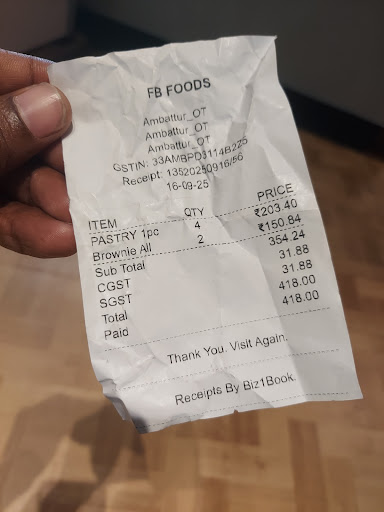 FB FOODS
Ambattur_OT
Ambattur_OT
Ambattur_OT
GSTIN: 33AMBPD3114B2Z5
Receipt: 13520250916/56
16-09-25
ITEM QTY PRICE
PASTRY 1pc 4 ₹203.40
Brownie All 2 ₹150.84
Sub Total 354.24
CGST 31.88
SGST 31.88
Total 418.00
Paid 418.00
Thank You. Visit Again.
Receipts By Biz1Book.